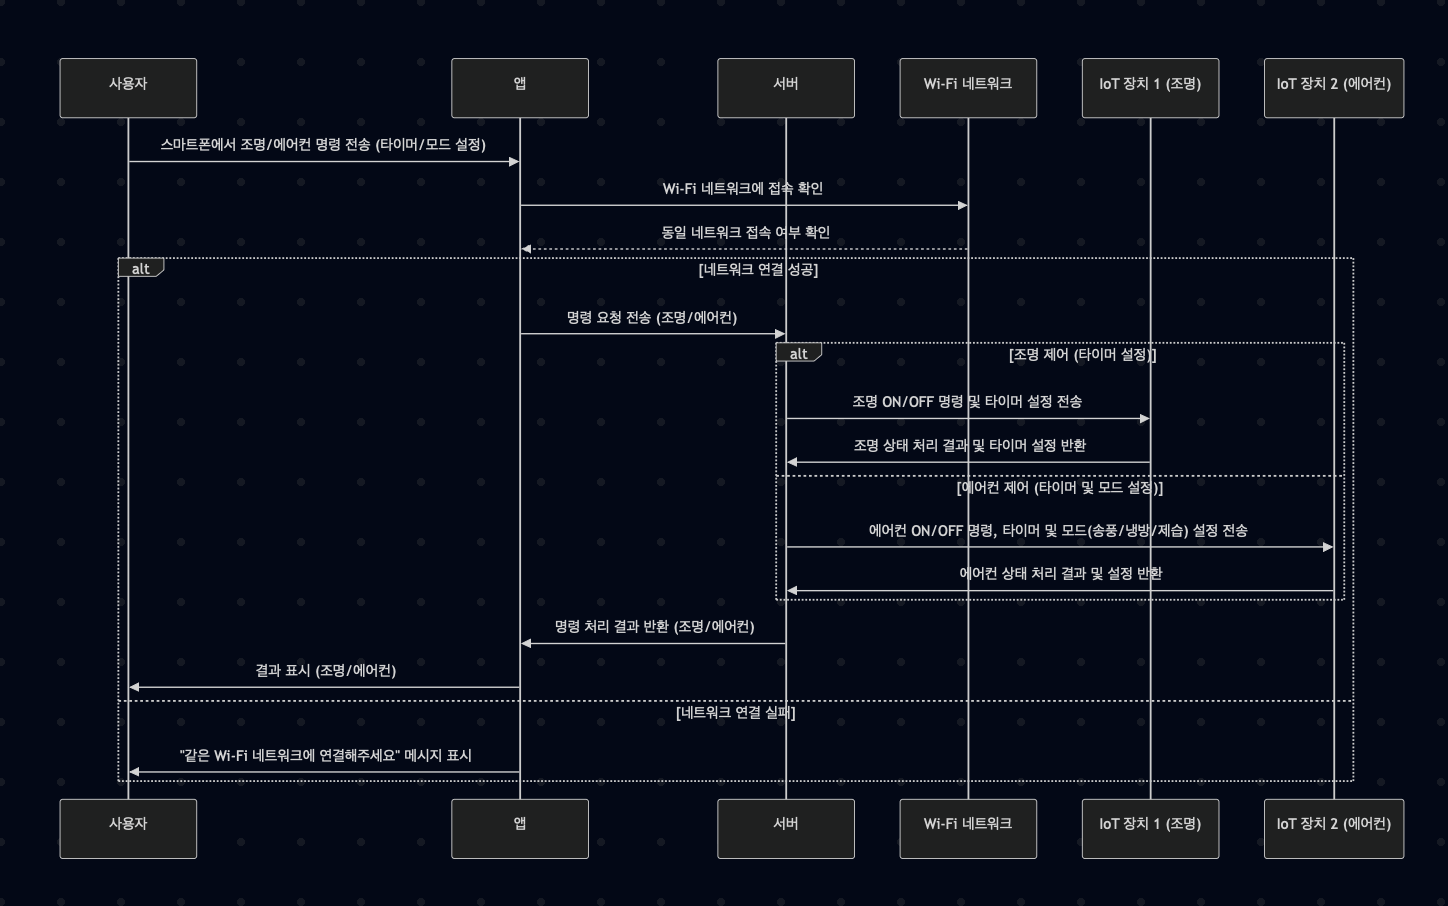 사용자
앱
서버
Wi-Fi 네트워크
IoT 장치 1 (조명)
IoT 장치 2 (에어컨)
스마트폰에서 조명/에어컨 명령 전송 (타이머/모드 설정)
Wi-Fi 네트워크에 접속 확인
동일 네트워크 접속 여부 확인
alt
[네트워크 연결 성공]
명령 요청 전송 (조명/에어컨)
alt
[조명 제어 (타이머 설정)]
조명 ON/OFF 명령 및 타이머 설정 전송
조명 상태 처리 결과 및 타이머 설정 반환
[에어컨 제어 (타이머 및 모드 설정)]
에어컨 ON/OFF 명령, 타이머 및 모드(송풍/냉방/제습) 설정 전송
에어컨 상태 처리 결과 및 설정 반환
명령 처리 결과 반환 (조명/에어컨)
결과 표시 (조명/에어컨)
[네트워크 연결 실패]
"같은 Wi-Fi 네트워크에 연결해주세요" 메시지 표시
사용자
앱
서버
Wi-Fi 네트워크
IoT 장치 1 (조명)
IoT 장치 2 (에어컨)